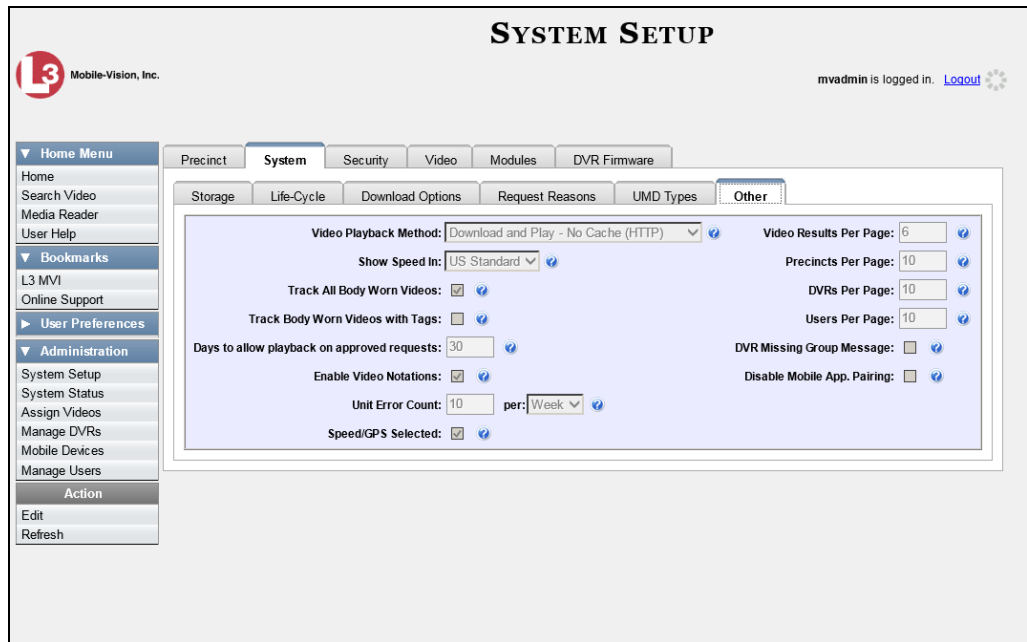 SYSTEM SETUP
L3 Mobile-Vision, Inc.
mvadmin is logged in. Logout
Home Menu
Home
Search Video
Media Reader
User Help
Bookmarks
L3 MVI
Online Support
User Preferences
Administration
System Setup
System Status
Assign Videos
Manage DVRs
Mobile Devices
Manage Users
Action
Edit
Refresh
Precinct System Security Video Modules DVR Firmware
Storage Life-Cycle Download Options Request Reasons UMD Types Other
Video Playback Method: Download and Play - No Cache (HTTP) ?
Show Speed In: US Standard ?
Track All Body Worn Videos: ?
Track Body Worn Videos with Tags: ?
Days to allow playback on approved requests: 30 ?
Enable Video Notations: ?
Unit Error Count: 10 per: Week ?
Speed/GPS Selected: ?
Video Results Per Page: 6 ?
Precincts Per Page: 10 ?
DVRs Per Page: 10 ?
Users Per Page: 10 ?
DVR Missing Group Message: ?
Disable Mobile App. Pairing: ?